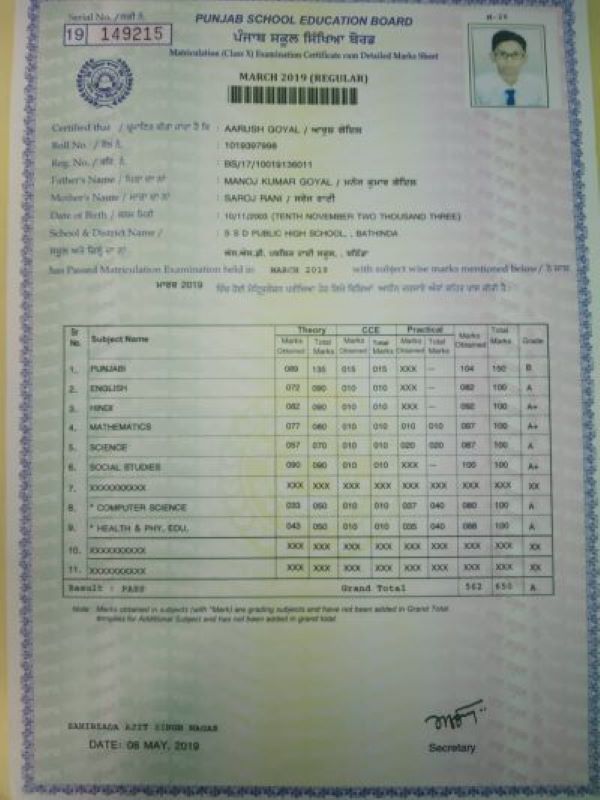 Serial No. / ਲੜੀ ਨੰ.
M-26
19 149215
PUNJAB SCHOOL EDUCATION BOARD
ਪੰਜਾਬ ਸਕੂਲ ਸਿੱਖਿਆ ਬੋਰਡ
Matriculation (Class X) Examination Certificate cum Detailed Marks Sheet
MARCH 2019 (REGULAR)
Certified that / ਪ੍ਰਮਾਣਿਤ ਕੀਤਾ ਜਾਂਦਾ ਹੈ ਕਿ : AARUSH GOYAL /
Roll No. / ਰੋਲ ਨੰ. : 1019397998
Reg. No. / ਰਜਿ. ਨੰ. : BS/17/10019136011
Father's Name / ਪਿਤਾ ਦਾ ਨਾਂ : MANOJ KUMAR GOYAL / ਮਨੋਜ ਕੁਮਾਰ ਗੋਇਲ
Mother's Name / ਮਾਤਾ ਦਾ ਨਾਂ : SAROJ RANI / ਸਰੋਜ ਰਾਣੀ
Date of Birth / ਜਨਮ ਮਿਤੀ : 10/11/2003 (TENTH NOVEMBER TWO THOUSAND THREE)
School & District Name / : S S D PUBLIC HIGH SCHOOL, , BATHINDA
ਸਕੂਲ ਅਤੇ ਜ਼ਿਲ੍ਹੇ ਦਾ ਨਾਂ ਐਸ.ਐਸ.ਡੀ. ਪਬਲਿਕ ਹਾਈ ਸਕੂਲ, , ਬਠਿੰਡਾ
has Passed Matriculation Examination held in MARCH 2019 with subject wise marks mentioned below / ਨੇ ਮਾਸ
ਮਾਰਚ 2019
Sr. No. Subject Name Theory CCE Practical Marks Obtained Total Marks Grade
Marks Obtained Total Marks Marks Obtained Total Marks Marks Obtained Total Marks
1. PUNJABI 089 135 015 015 XXX -- 104 150 B
2. ENGLISH 072 090 010 010 XXX -- 082 100 A
3. HINDI 082 090 010 010 XXX -- 092 100 A+
4. MATHEMATICS 077 080 010 010 010 010 097 100 A+
5. SCIENCE 057 070 010 010 020 020 087 100 A
6. SOCIAL STUDIES 090 090 010 010 XXX -- 100 100 A+
7. XXXXXXXXXX XXX XXX XXX XXX XXX XXX XXX XXX XX
8. * COMPUTER SCIENCE 033 050 010 010 037 040 080 100 A
9. * HEALTH & PHY. EDU. 043 050 010 010 035 040 088 100 A
10. XXXXXXXXXX XXX XXX XXX XXX XXX XXX XXX XXX XX
11. XXXXXXXXXX XXX XXX XXX XXX XXX XXX XXX XXX XX
Result : PASS Grand Total 562 650 A
Note: Marks obtained in subjects (with *Mark) are grading subjects and have not been added in Grand Total
for Additional Subject and has not been added in grand total
SAHIBZADA AJIT SINGH NAGAR
DATE: 08 MAY, 2019
Secretary